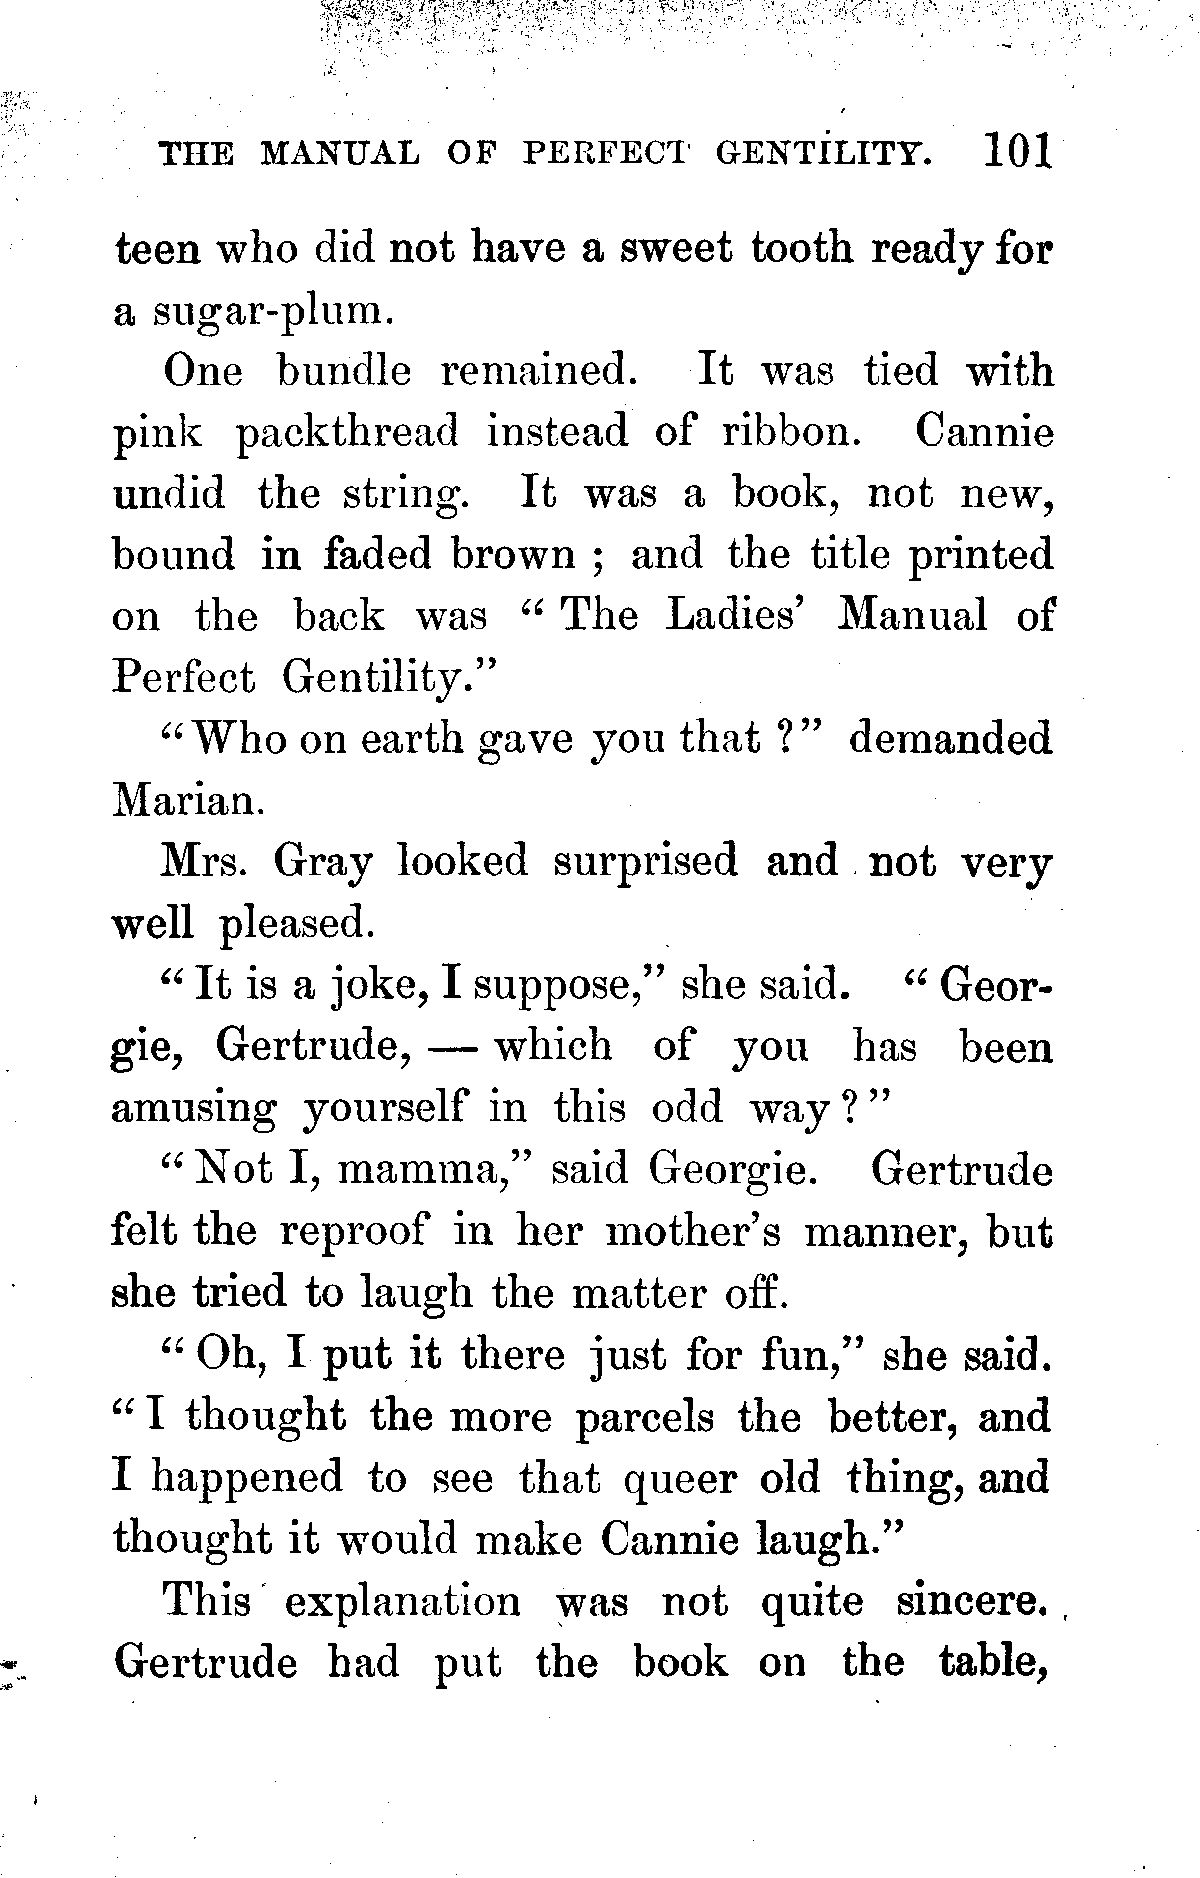 THE MANUAL OF PERFECT GENTILITY. 101
teen who did not have a sweet tooth ready for
a sugar-plum.
One bundle remained. It was tied with
pink packthread instead of ribbon. Cannie
undid the string. It was a book, not new,
bound in faded brown ; and the title printed
on the back was “ The Ladies’ Manual of
Perfect Gentility.”
“ Who on earth gave you that ? ” demanded
Marian.
Mrs. Gray looked surprised and not very
well pleased.
“ It is a joke, I suppose,” she said. “ Geor-
gie, Gertrude, — which of you has been
amusing yourself in this odd way ? ”
“ Not I, mamma,” said Georgie. Gertrude
felt the reproof in her mother’s manner, but
she tried to laugh the matter off.
“ Oh, I put it there just for fun,” she said.
“ I thought the more parcels the better, and
I happened to see that queer old thing, and
thought it would make Cannie laugh.”
This explanation was not quite sincere.
Gertrude had put the book on the table,